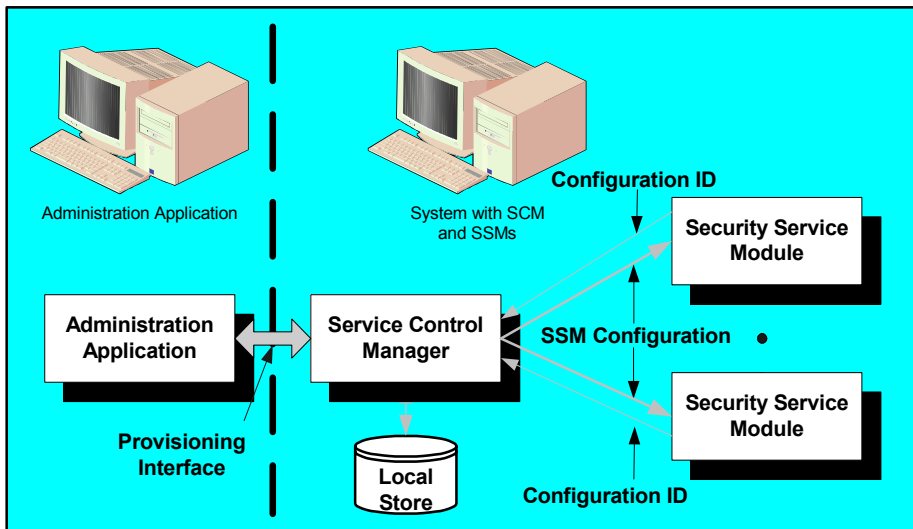 Administration Application
System with SCM
and SSMs
Configuration ID
Security Service
Module
Administration
Application
Service Control
Manager
SSM Configuration
Security Service
Module
Provisioning
Interface
Local
Store
Configuration ID